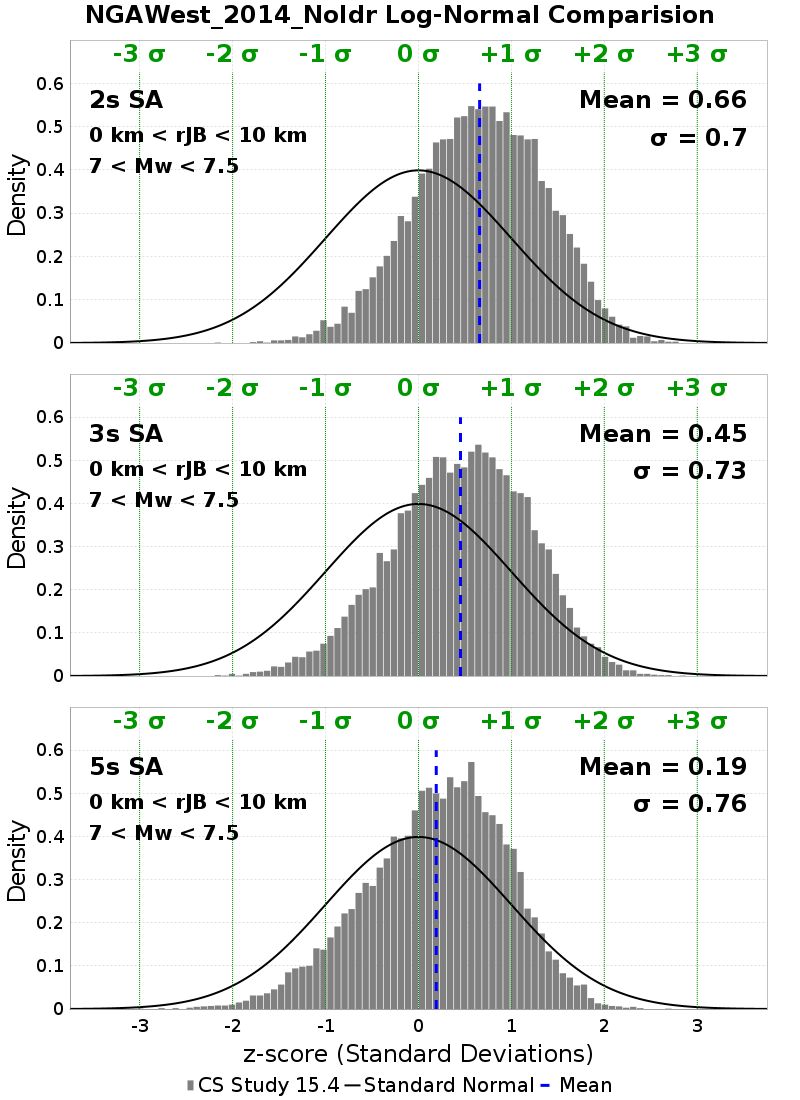 NGAWest_2014_NoIdr Log-Normal Comparision
-3 σ -2 σ -1 σ 0 σ +1 σ +2 σ +3 σ
2s SA
Mean = 0.66
0 km < rJB < 10 km
σ = 0.7
7 < Mw < 7.5
Density
0.6
0.5
0.4
0.3
0.2
0.1
0
-3 σ -2 σ -1 σ 0 σ +1 σ +2 σ +3 σ
3s SA
Mean = 0.45
0 km < rJB < 10 km
σ = 0.73
7 < Mw < 7.5
Density
0.6
0.5
0.4
0.3
0.2
0.1
0
-3 σ -2 σ -1 σ 0 σ +1 σ +2 σ +3 σ
5s SA
Mean = 0.19
0 km < rJB < 10 km
σ = 0.76
7 < Mw < 7.5
Density
0.6
0.5
0.4
0.3
0.2
0.1
0
-3 -2 -1 0 1 2 3
z-score (Standard Deviations)
CS Study 15.4 Standard Normal Mean